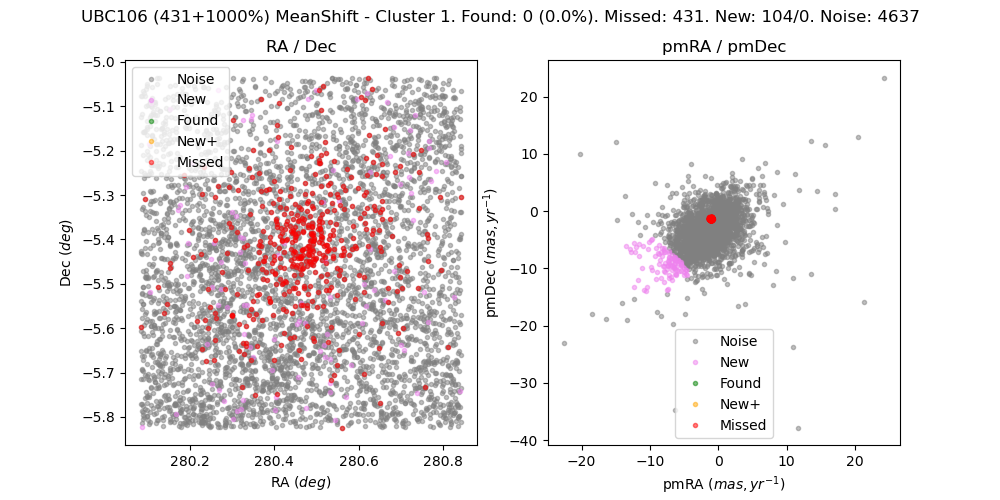 UBC106 (431+1000%) MeanShift - Cluster 1. Found: 0 (0.0%). Missed: 431. New: 104/0. Noise: 4637
RA / Dec
−5.0
−5.1
−5.2
−5.3
−5.4
−5.5
−5.6
−5.7
−5.8
Dec (deg)
Noise
New
Found
New+
Missed
280.2
280.4
280.6
280.8
RA (deg)
pmRA / pmDec
20
10
0
−10
−20
−30
−40
pmDec (mas, yr⁻¹)
Noise
New
Found
New+
Missed
−20
−10
0
10
20
pmRA (mas, yr⁻¹)